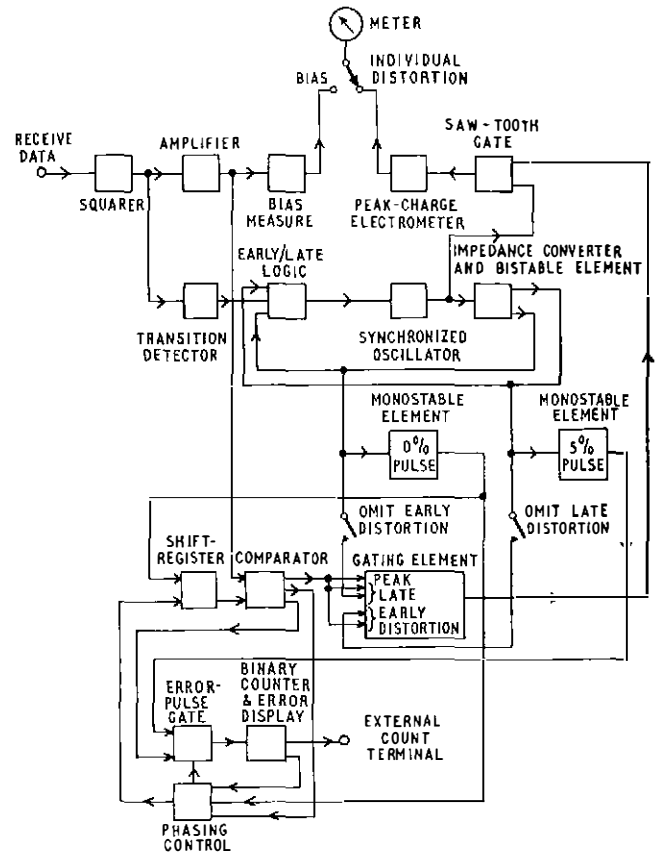 METER
INDIVIDUAL
DISTORTION
BIAS
RECEIVE
DATA
AMPLIFIER
SAW-TOOTH
GATE
SQUARER
BIAS
MEASURE
PEAK-CHARGE
ELECTROMETER
EARLY/LATE
LOGIC
IMPEDANCE CONVERTER
AND BISTABLE ELEMENT
TRANSITION
DETECTOR
SYNCHRONIZED
OSCILLATOR
MONOSTABLE
ELEMENT
MONOSTABLE
ELEMENT
0%
PULSE
5%
PULSE
OMIT EARLY
DISTORTION
OMIT LATE
DISTORTION
SHIFT-
REGISTER
COMPARATOR
GATING ELEMENT
PEAK
LATE
EARLY
DISTORTION
ERROR-
PULSE
GATE
BINARY
COUNTER
& ERROR
DISPLAY
EXTERNAL
COUNT
TERMINAL
PHASING
CONTROL